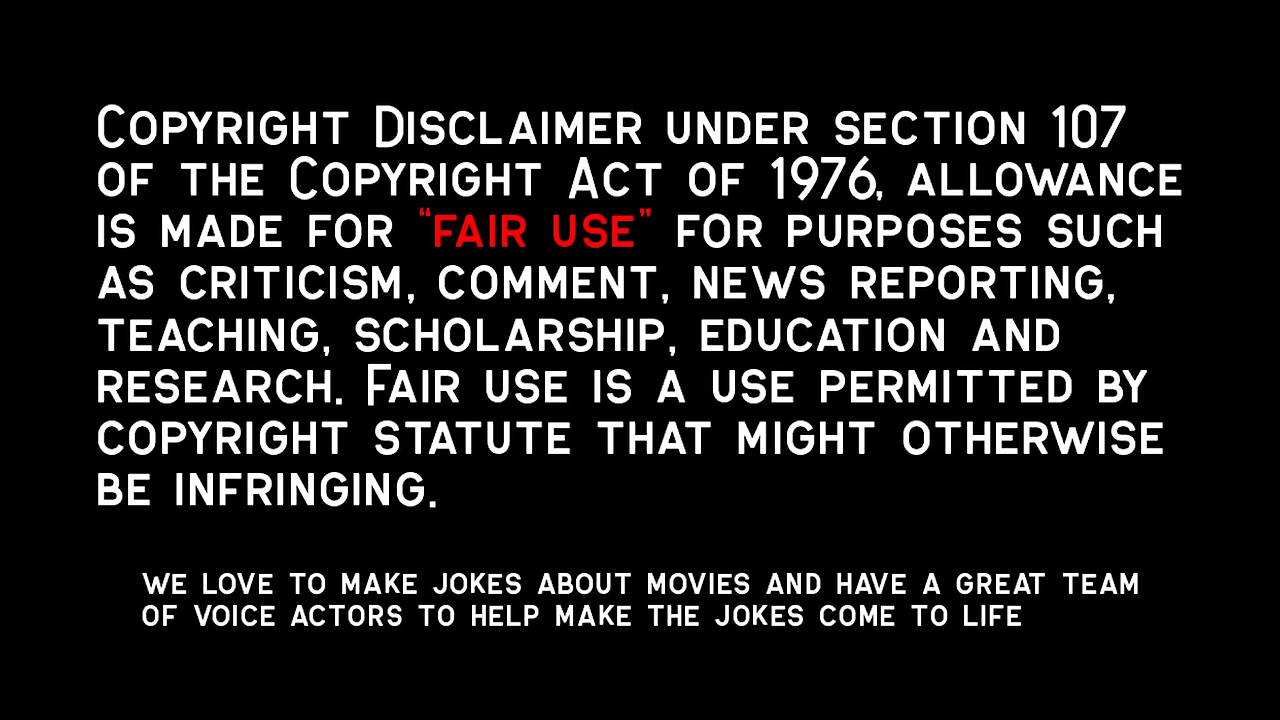 Copyright Disclaimer under section 107
of the Copyright Act of 1976, allowance
is made for “fair use” for purposes such
as criticism, comment, news reporting,
teaching, scholarship, education and
research. Fair use is a use permitted by
copyright statute that might otherwise
be infringing.
we love to make jokes about movies and have a great team
of voice actors to help make the jokes come to life